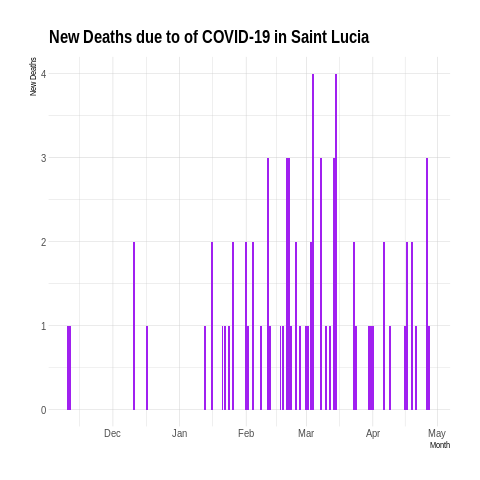 New Deaths due to of COVID-19 in Saint Lucia
New Deaths
4
3
2
1
0
Dec Jan Feb Mar Apr May
Month